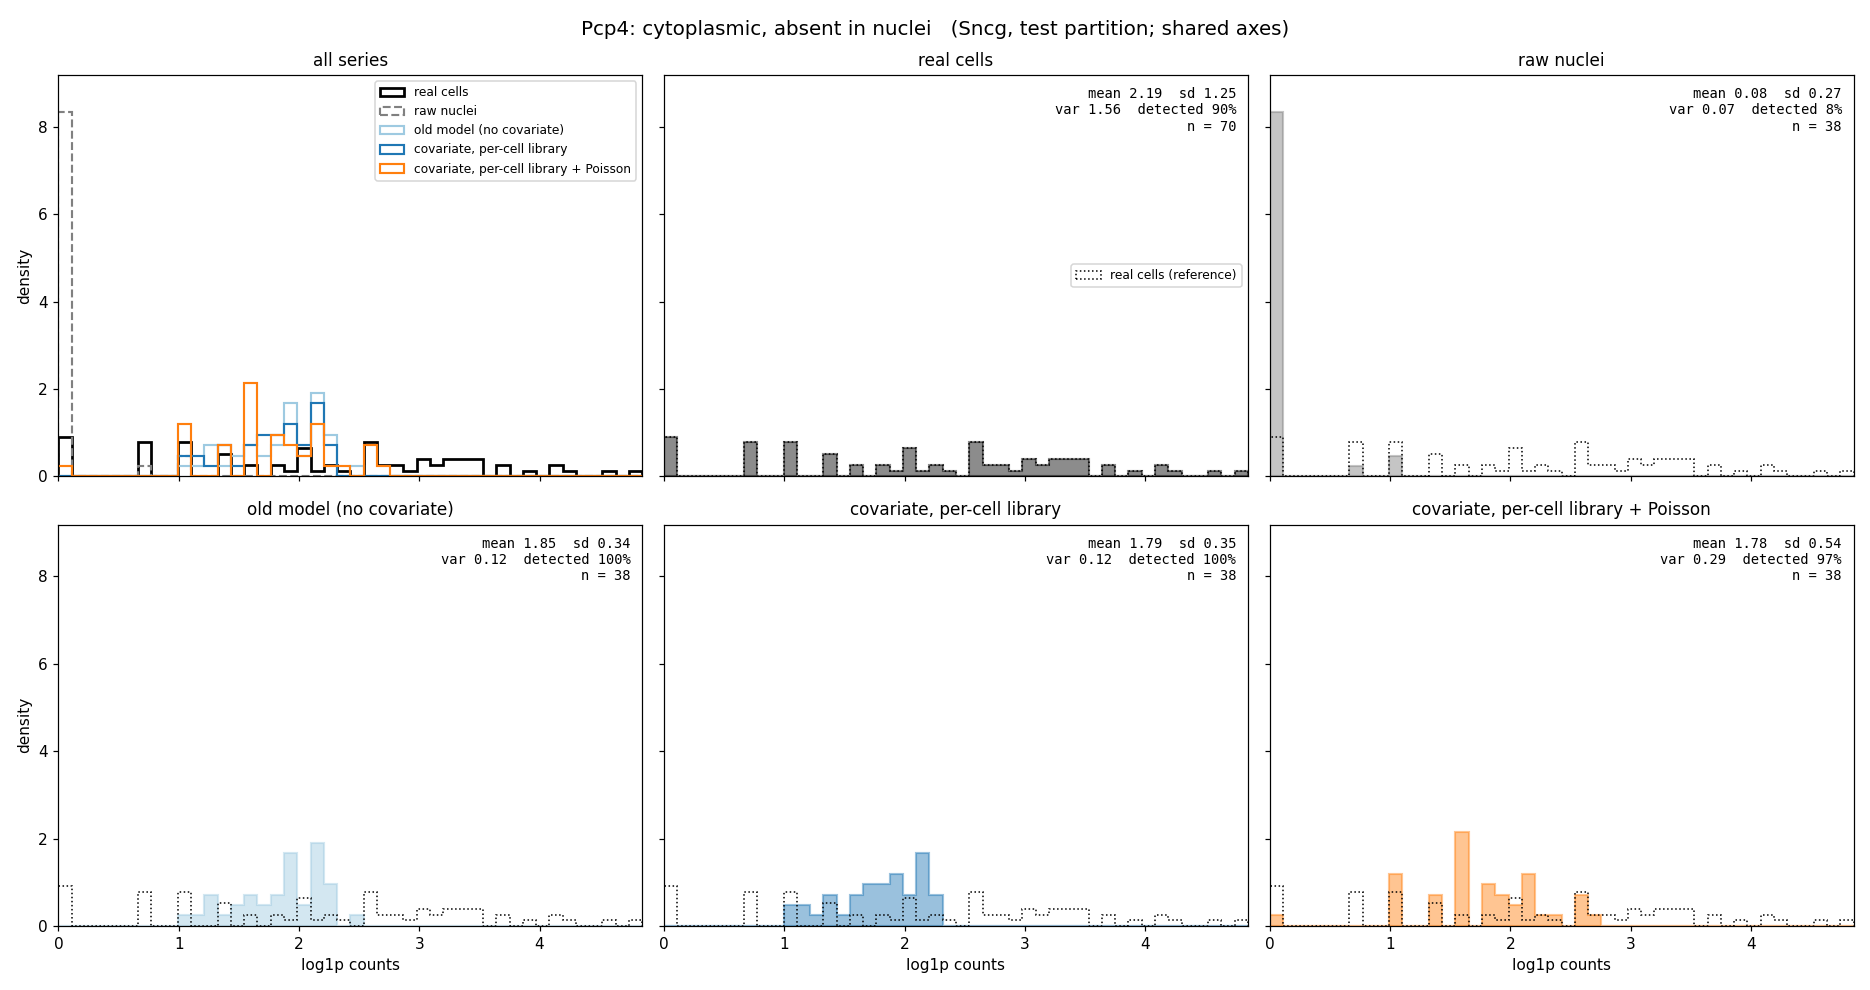 Pcp4: cytoplasmic, absent in nuclei (Sncg, test partition; shared axes)
all series
real cells
raw nuclei
old model (no covariate)
covariate, per-cell library
covariate, per-cell library + Poisson
density
8
6
4
2
0
real cells
mean 2.19 sd 1.25
var 1.56 detected 90%
n = 70
real cells (reference)
raw nuclei
mean 0.08 sd 0.27
var 0.07 detected 8%
n = 38
old model (no covariate)
mean 1.85 sd 0.34
var 0.12 detected 100%
n = 38
density
8
6
4
2
0
0 1 2 3 4
log1p counts
covariate, per-cell library
mean 1.79 sd 0.35
var 0.12 detected 100%
n = 38
0 1 2 3 4
log1p counts
covariate, per-cell library + Poisson
mean 1.78 sd 0.54
var 0.29 detected 97%
n = 38
0 1 2 3 4
log1p counts